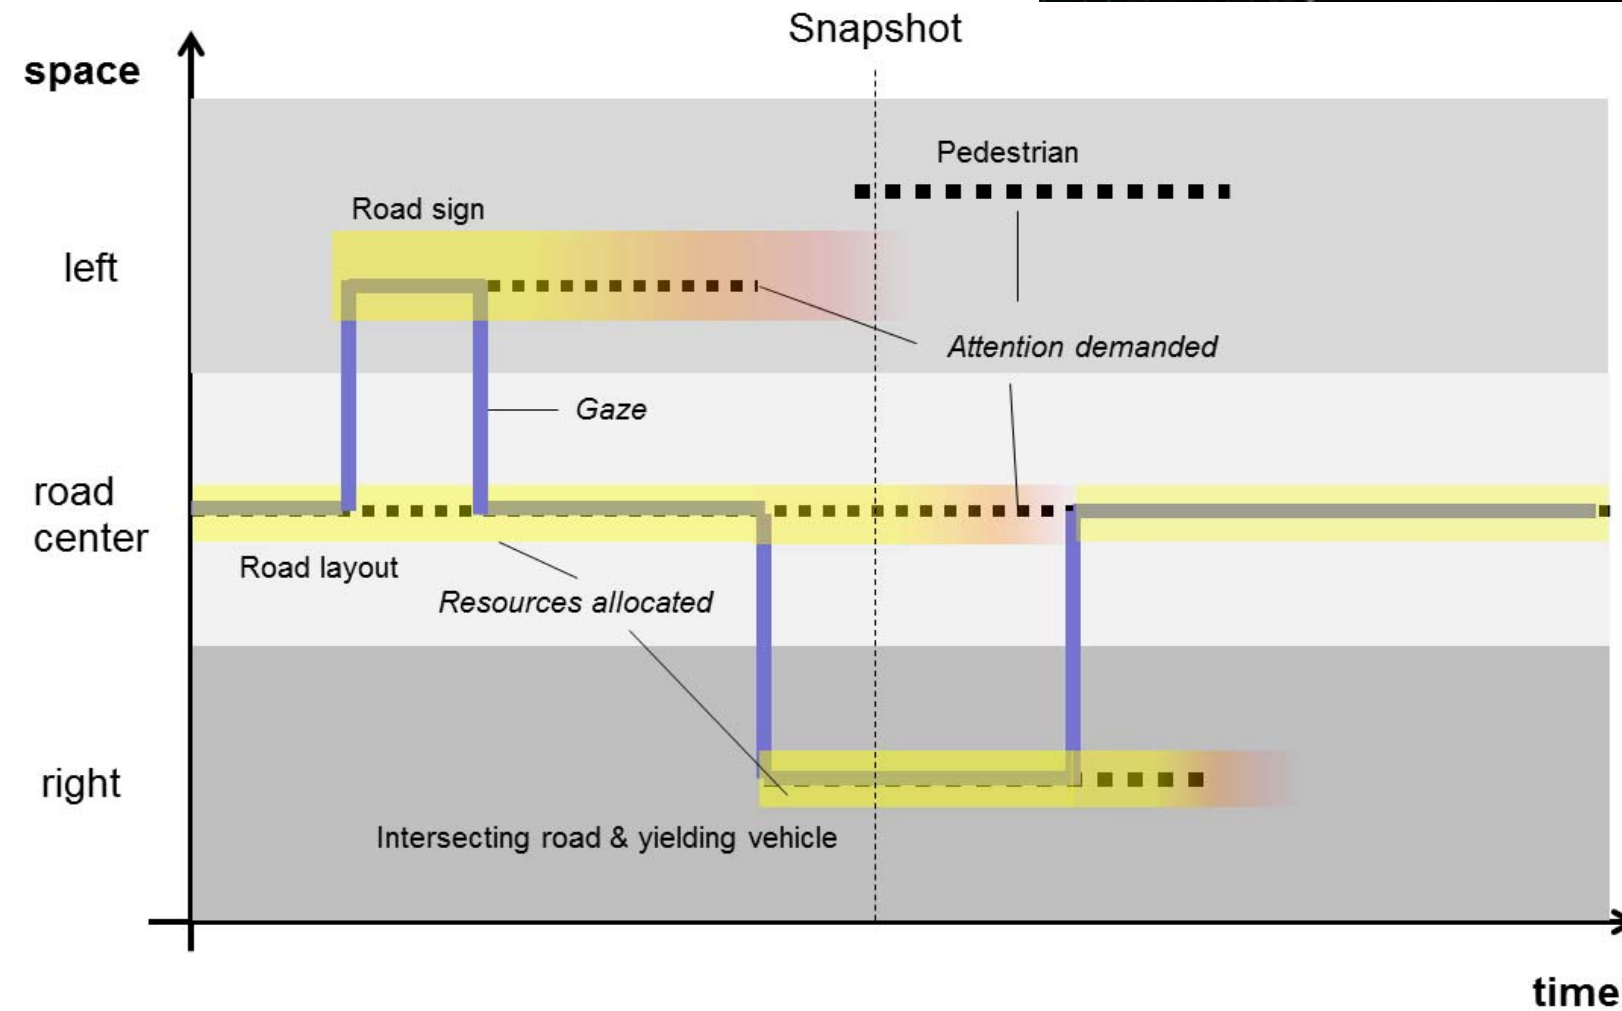 Snapshot
space
Pedestrian
Road sign
left
Attention demanded
Gaze
road
center
Road layout
Resources allocated
right
Intersecting road & yielding vehicle
time